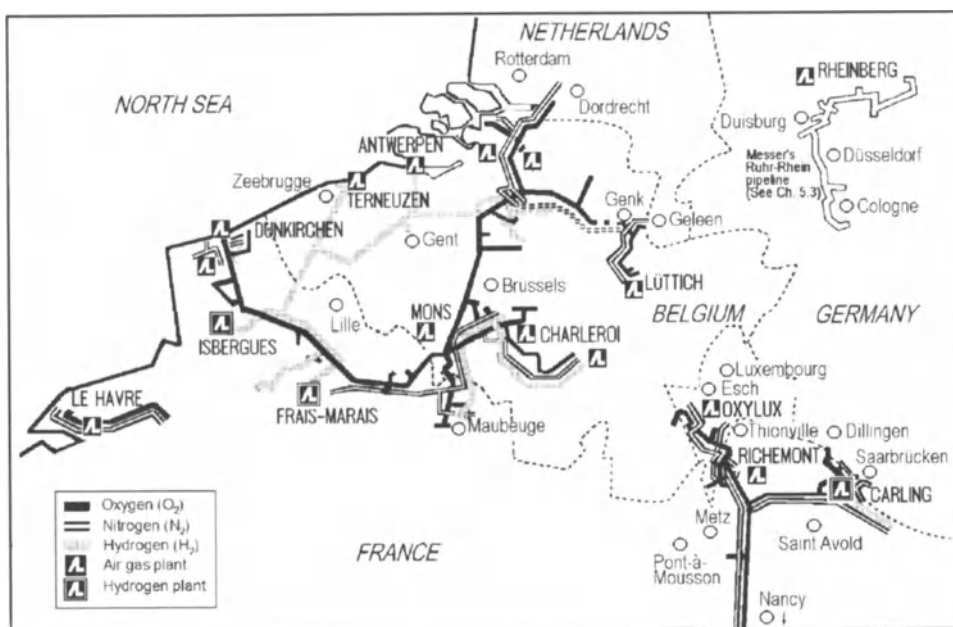 NETHERLANDS
Rotterdam
RHEINBERG
NORTH SEA
Dordrecht
Duisburg
ANTWERPEN
Messer's
Ruhr-Rhein
pipeline
(See Ch. 5.3)
Düsseldorf
Zeebrugge
TERNEUZEN
Genk
Geleen
Cologne
DÜNKIRCHEN
Gent
Brussels
LÜTTICH
MONS
BELGIUM
GERMANY
Lille
CHARLEROI
ISBERGUES
Luxembourg
Esch
LE HAVRE
OXYLUX
FRAIS-MARAIS
Maubeuge
Thionville
Dillingen
RICHEMONT
Saarbrücken
CARLING
Oxygen (O₂)
Nitrogen (N₂)
Hydrogen (H₂)
Air gas plant
Hydrogen plant
FRANCE
Metz
Saint Avold
Pont-à-
Mousson
Nancy